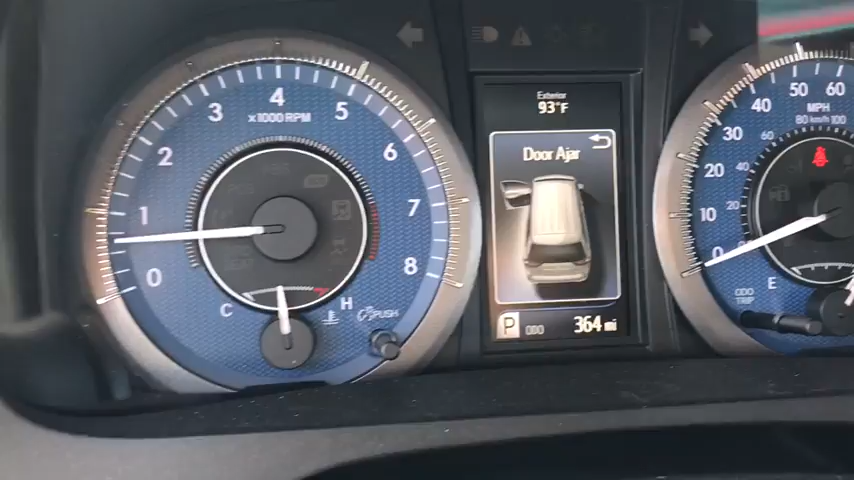 0
1
2
3
4
5
6
7
8
x1000 RPM
C
H
PUSH
Exterior
93°F
Door Ajar
P ODO 364 mi
0
10
20
30
40
50
60
MPH
80 km/h 100
60
40
20
ODO
TRIP
E